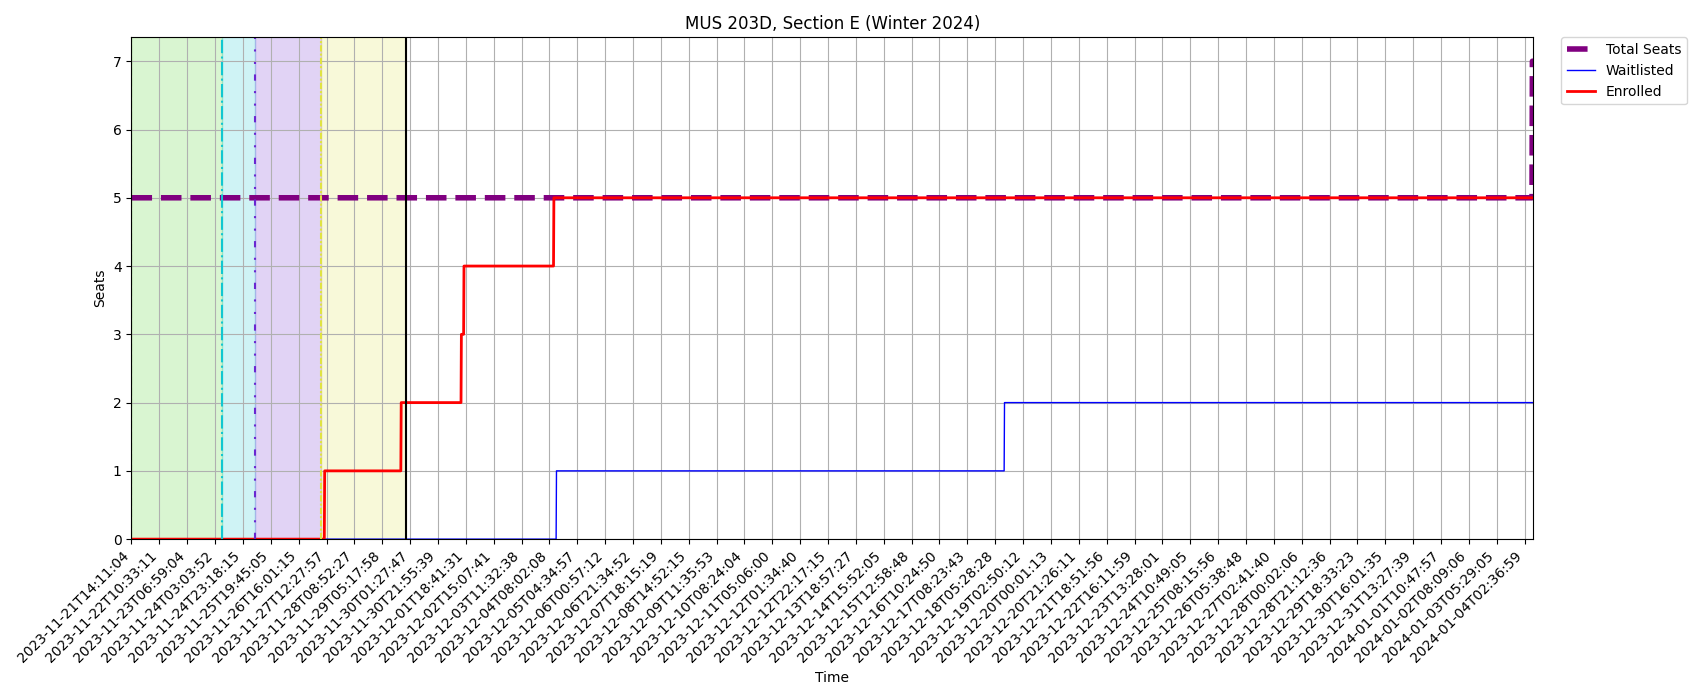 MUS 203D, Section E (Winter 2024)
Total Seats
Waitlisted
Enrolled
7
6
5
4
3
2
1
0
Seats
2023-11-21T14:11:04
2023-11-22T10:33:11
2023-11-23T06:59:04
2023-11-24T03:03:52
2023-11-24T23:18:15
2023-11-25T19:45:05
2023-11-26T16:01:15
2023-11-27T12:27:57
2023-11-28T08:52:27
2023-11-29T05:17:58
2023-11-30T01:27:47
2023-11-30T21:55:39
2023-12-01T18:41:31
2023-12-02T15:07:41
2023-12-03T11:32:38
2023-12-04T08:02:08
2023-12-05T04:34:57
2023-12-06T00:57:12
2023-12-06T21:34:52
2023-12-07T18:15:19
2023-12-08T14:52:15
2023-12-09T11:35:53
2023-12-10T08:24:04
2023-12-11T05:06:00
2023-12-12T01:34:40
2023-12-12T22:17:15
2023-12-13T18:57:27
2023-12-14T15:52:05
2023-12-15T12:58:48
2023-12-16T10:24:50
2023-12-17T08:23:43
2023-12-18T05:28:28
2023-12-19T02:50:12
2023-12-20T00:01:13
2023-12-20T21:26:11
2023-12-21T18:51:56
2023-12-22T16:11:59
2023-12-23T13:28:01
2023-12-24T10:49:05
2023-12-25T08:15:56
2023-12-26T05:38:48
2023-12-27T02:41:40
2023-12-28T00:02:06
2023-12-28T21:12:36
2023-12-29T18:33:23
2023-12-30T16:01:35
2023-12-31T13:27:39
2024-01-01T10:47:57
2024-01-02T08:09:06
2024-01-03T05:29:05
2024-01-04T02:36:59
Time